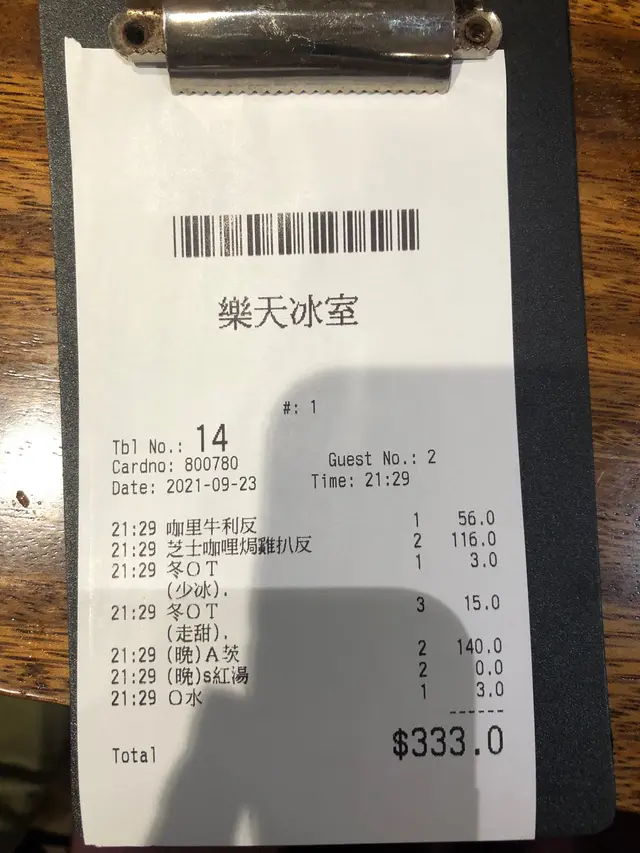 樂天冰室
#: 1
Tbl No.: 14
Cardno: 800780 Guest No.: 2
Date: 2021-09-23 Time: 21:29
21:29 咖里牛利反 1 56.0
21:29 芝士咖哩焗雞扒反 2 116.0
21:29 冬OT 1 3.0
(少冰),
21:29 冬OT 3 15.0
(走甜),
21:29 (晚)A茨 2 140.0
21:29 (晚)s紅湯 2 0.0
21:29 O水 1 3.0
------
Total $333.0